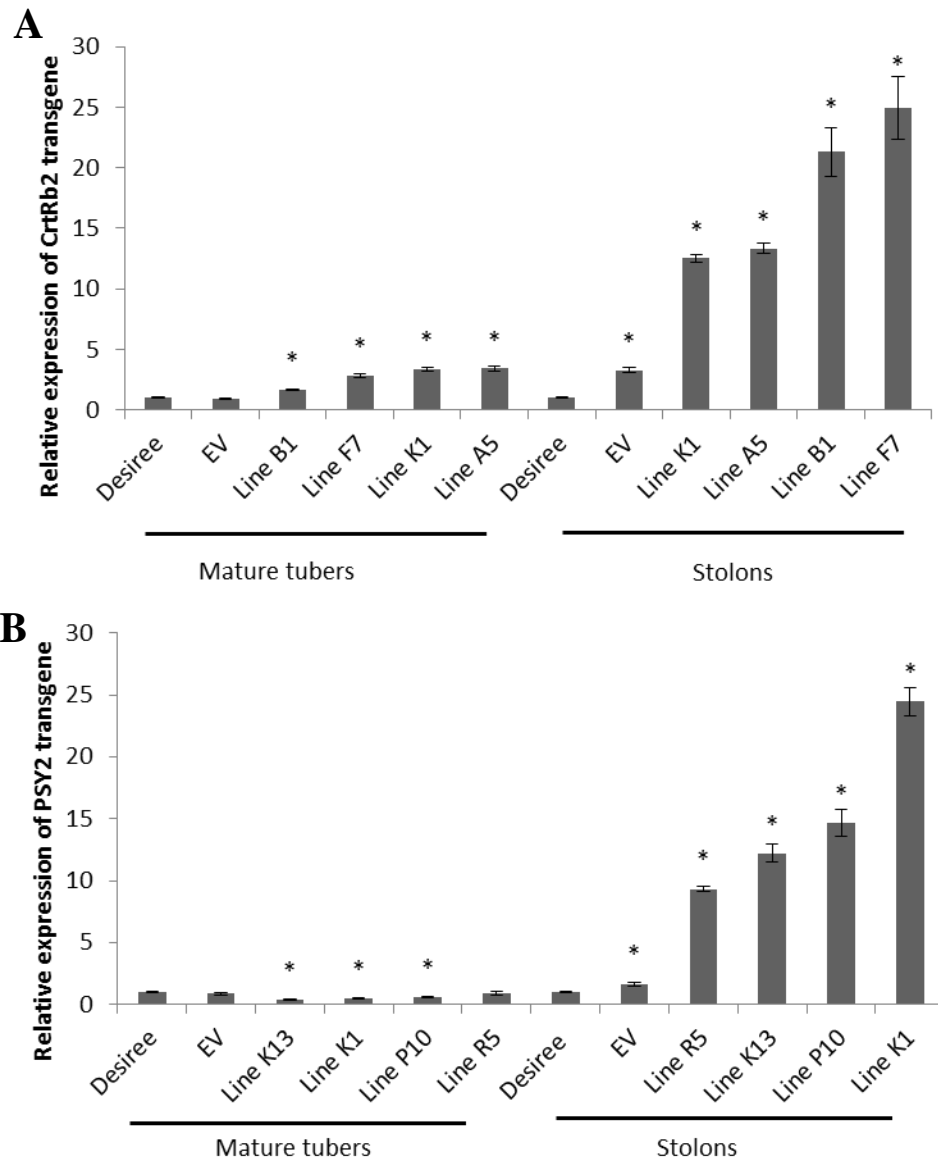 A
Relative expression of CrtRb2 transgene
30
25
20
15
10
5
0
* * * * * * * * *
Desiree
EV
Line B1
Line F7
Line K1
Line A5
Desiree
EV
Line K1
Line A5
Line B1
Line F7
Mature tubers
Stolons
B
Relative expression of PSY2 transgene
30
25
20
15
10
5
0
* * * * * * * *
Desiree
EV
Line K13
Line K1
Line P10
Line R5
Desiree
EV
Line R5
Line K13
Line P10
Line K1
Mature tubers
Stolons